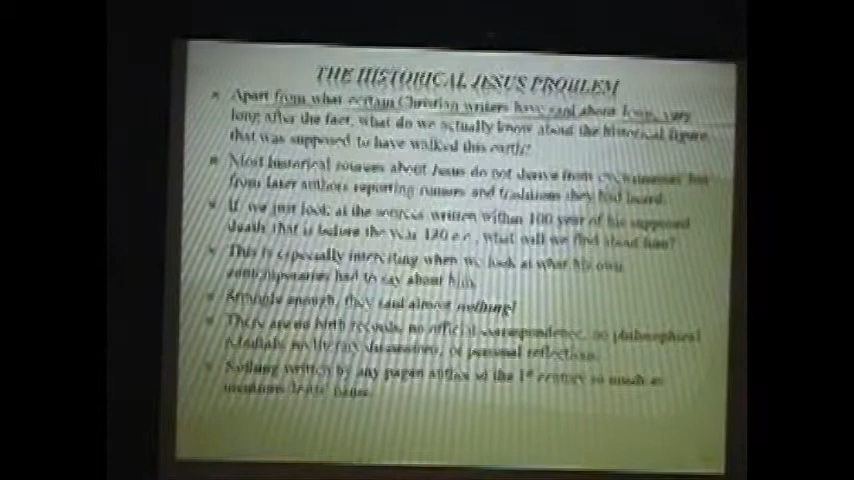 THE HISTORICAL JESUS PROBLEM
Apart from what certain Christian writers have said about long, very
long after the fact, what do we actually know about the historical figure
that was supposed to have walked this earth?
Most historical sources about Jesus do not derive from eyewitnesses but
from later authors reporting rumors and traditions they had heard.
If we just look at the sources written within 100 year of his supposed
death that is before the year 130 c.e., what will we find about him?
This is especially interesting when we look at what his own
contemporaries had to say about him.
Strangely enough, they said almost nothing!
There are no birth records, no official correspondence, no philosophical
no literary discussions, or personal reflections.
Nothing written by any pagan author of the 1st century so much as
mentions Jesus' name.